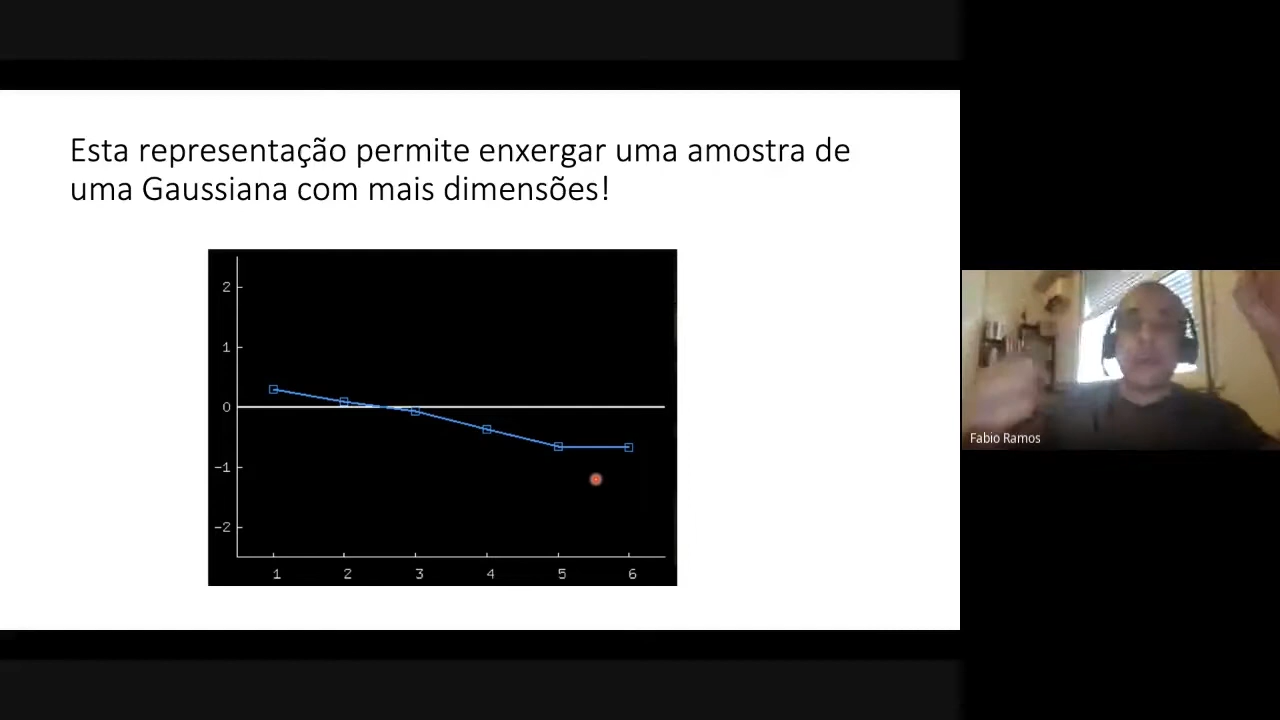 Esta representação permite enxergar uma amostra de
uma Gaussiana com mais dimensões!
2
1
0
-1
-2
1 2 3 4 5 6
Fabio Ramos